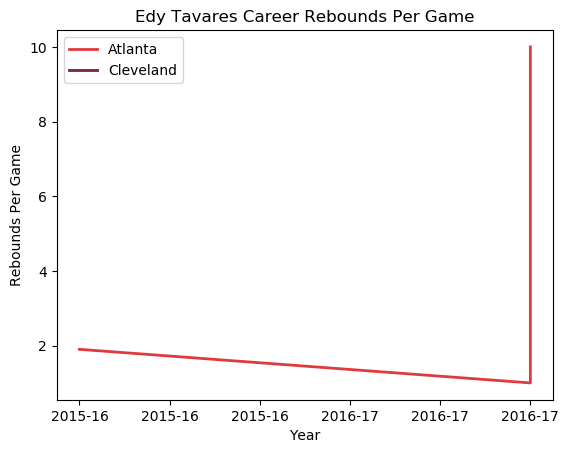 Edy Tavares Career Rebounds Per Game
Atlanta
Cleveland
10
8
6
4
2
Rebounds Per Game
2015-16 2015-16 2015-16 2016-17 2016-17 2016-17
Year